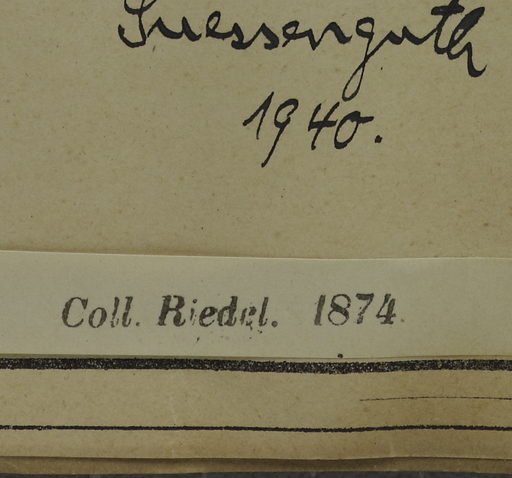 Suessenguth
1940.
Coll. Riedel. 1874.